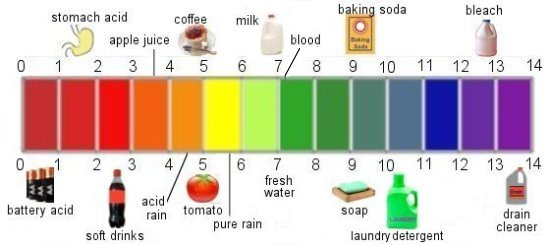 stomach acid
coffee
milk
baking soda
bleach
apple juice
blood
Baking
Soda
0 1 2 3 4 5 6 7 8 9 10 11 12 13 14
0 1 2 3 4 5 6 7 8 9 10 11 12 13 14
battery acid
soft drinks
acid
rain
tomato
pure rain
fresh
water
soap
LAUNDRY
laundry detergent
drain
cleaner